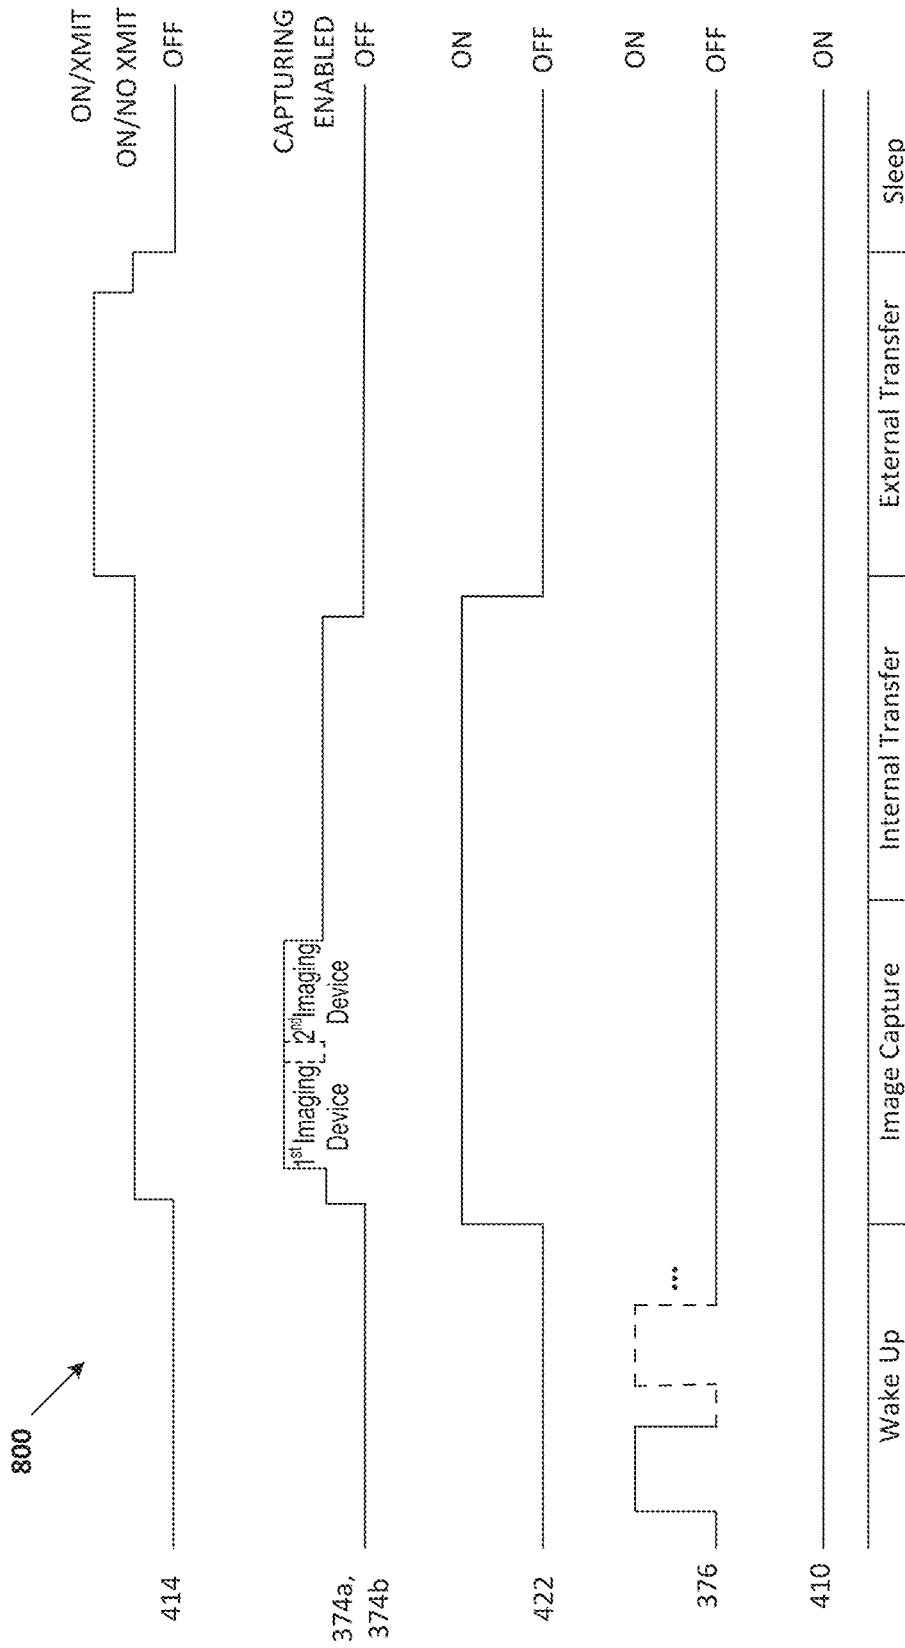 800
414
ON/XMIT
ON/NO XMIT
OFF
374a,
374b
1st Imaging
Device
2nd Imaging
Device
CAPTURING
ENABLED
OFF
422
ON
OFF
376
...
ON
OFF
410
ON
Wake Up
Image Capture
Internal Transfer
External Transfer
Sleep